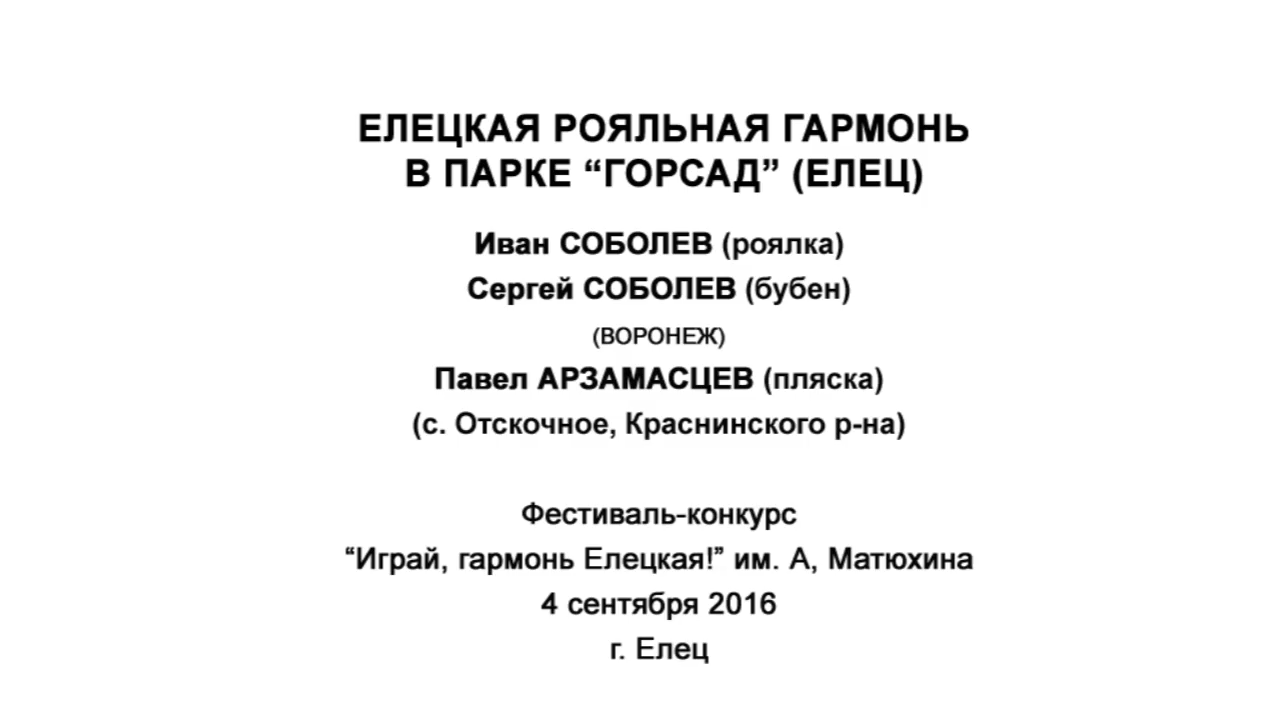 ЕЛЕЦКАЯ РОЯЛЬНАЯ ГАРМОНЬ
В ПАРКЕ “ГОРСАД” (ЕЛЕЦ)
Иван СОБОЛЕВ (роялка)
Сергей СОБОЛЕВ (бубен)
(ВОРОНЕЖ)
Павел АРЗАМАСЦЕВ (пляска)
(с. Отскочное, Краснинского р-на)
Фестиваль-конкурс
“Играй, гармонь Елецкая!” им. А, Матюхина
4 сентября 2016
г. Елец